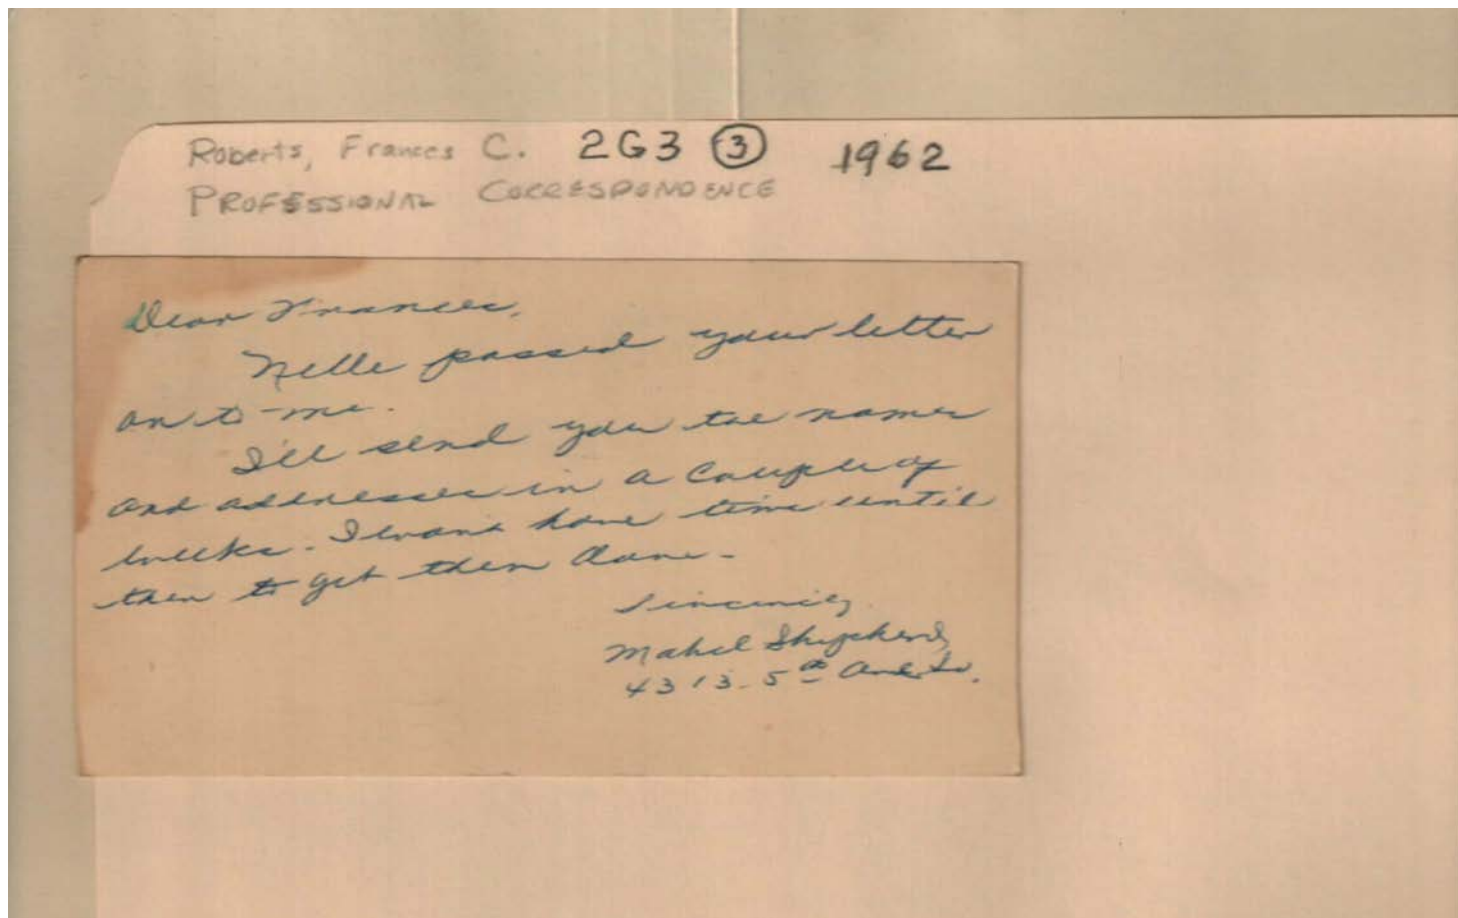 Roberts, Frances C. 2G3 ③ 1962
PROFESSIONAL CORRESPONDENCE
Dear Frances,
Nelle passed your letter
on to me.
I'll send you the names
and addresses in a couple of
weeks. I wont have time until
then to get them done.
Sincerely,
Mabel Shepherd,
4313-5th Ave So.